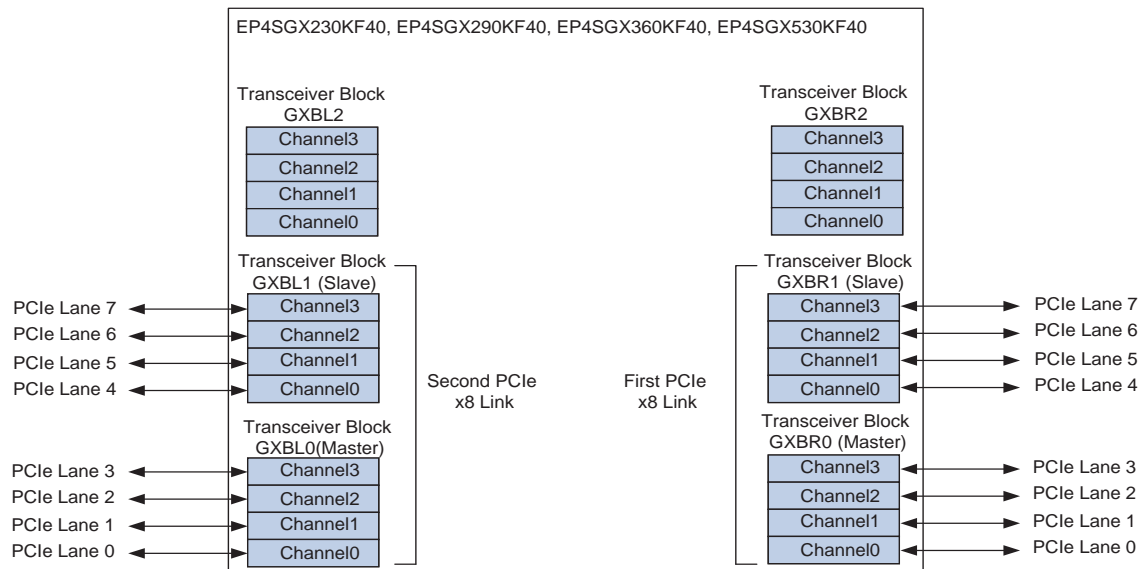 EP4SGX230KF40, EP4SGX290KF40, EP4SGX360KF40, EP4SGX530KF40
Transceiver Block
GXBL2
Channel3
Channel2
Channel1
Channel0
Transceiver Block
GXBR2
Channel3
Channel2
Channel1
Channel0
Transceiver Block
GXBL1 (Slave)
PCIe Lane 7
Channel3
PCIe Lane 6
Channel2
PCIe Lane 5
Channel1
PCIe Lane 4
Channel0
Transceiver Block
GXBL0(Master)
PCIe Lane 3
Channel3
PCIe Lane 2
Channel2
PCIe Lane 1
Channel1
PCIe Lane 0
Channel0
Second PCIe
x8 Link
First PCIe
x8 Link
Transceiver Block
GXBR1 (Slave)
Channel3
PCIe Lane 7
Channel2
PCIe Lane 6
Channel1
PCIe Lane 5
Channel0
PCIe Lane 4
Transceiver Block
GXBR0 (Master)
Channel3
PCIe Lane 3
Channel2
PCIe Lane 2
Channel1
PCIe Lane 1
Channel0
PCIe Lane 0